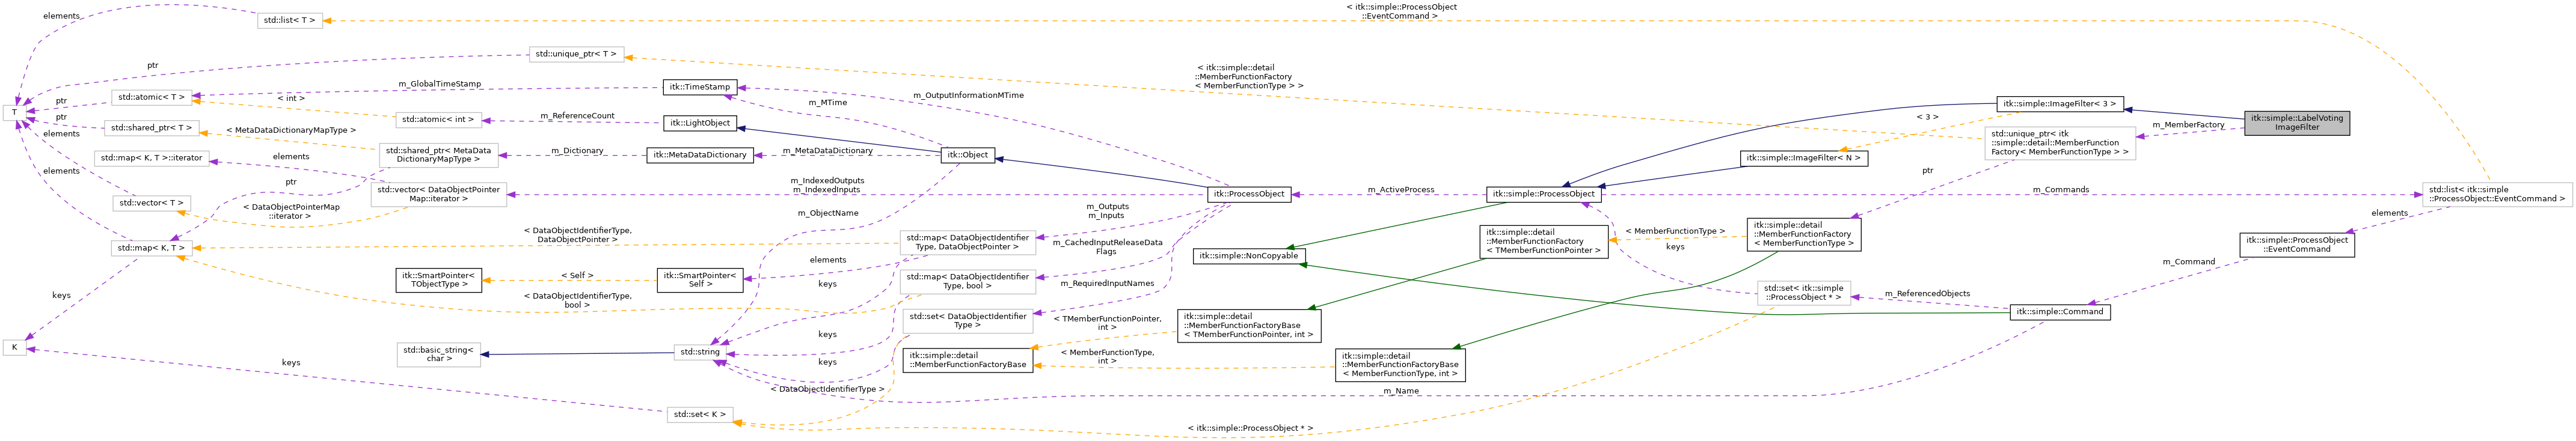 elements
std::list< T >
< itk::simple::ProcessObject
::EventCommand >
ptr
std::unique_ptr< T >
< itk::simple::detail
::MemberFunctionFactory
< MemberFunctionType > >
T
ptr
std::atomic< T >
m_GlobalTimeStamp
< int >
itk::TimeStamp
m_MTime
m_OutputInformationMTime
itk::simple::ImageFilter< 3 >
< 3 >
itk::simple::LabelVoting
ImageFilter
m_MemberFactory
ptr
std::shared_ptr< T >
std::atomic< int >
m_ReferenceCount
itk::LightObject
elements
< MetaDataDictionaryMapType >
std::unique_ptr< itk
::simple::detail::MemberFunction
Factory< MemberFunctionType > >
std::map< K, T >::iterator
elements
std::shared_ptr< MetaData
DictionaryMapType >
m_Dictionary
itk::MetaDataDictionary
m_MetaDataDictionary
itk::Object
itk::simple::ImageFilter< N >
elements
ptr
ptr
std::vector< T >
< DataObjectPointerMap
::iterator >
std::vector< DataObjectPointer
Map::iterator >
m_IndexedOutputs
m_IndexedInputs
m_ObjectName
itk::ProcessObject
m_ActiveProcess
itk::simple::ProcessObject
m_Commands
std::list< itk::simple
::ProcessObject::EventCommand >
elements
m_Outputs
m_Inputs
std::map< K, T >
< DataObjectIdentifierType,
DataObjectPointer >
std::map< DataObjectIdentifier
Type, DataObjectPointer >
m_CachedInputReleaseData
Flags
itk::simple::NonCopyable
itk::simple::detail
::MemberFunctionFactory
< TMemberFunctionPointer >
< MemberFunctionType >
keys
itk::simple::detail
::MemberFunctionFactory
< MemberFunctionType >
itk::simple::ProcessObject
::EventCommand
m_Command
elements
itk::SmartPointer<
TObjectType >
< Self >
itk::SmartPointer<
Self >
keys
std::map< DataObjectIdentifier
Type, bool >
m_RequiredInputNames
keys
< DataObjectIdentifierType,
bool >
std::set< itk::simple
::ProcessObject * >
m_ReferencedObjects
itk::simple::Command
std::set< DataObjectIdentifier
Type >
< TMemberFunctionPointer,
int >
itk::simple::detail
::MemberFunctionFactoryBase
< TMemberFunctionPointer, int >
keys
K
std::basic_string<
char >
std::string
keys
itk::simple::detail
::MemberFunctionFactoryBase
< MemberFunctionType,
int >
itk::simple::detail
::MemberFunctionFactoryBase
< MemberFunctionType, int >
keys
< DataObjectIdentifierType >
m_Name
std::set< K >
< itk::simple::ProcessObject * >